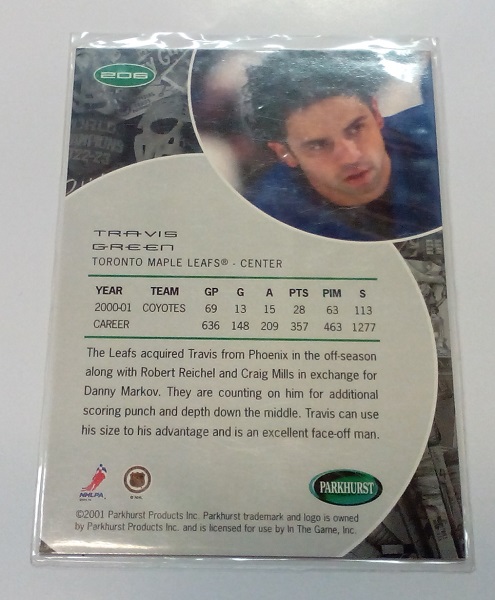 206
TRAVIS
GREEN
TORONTO MAPLE LEAFS® - CENTER
YEAR TEAM GP G A PTS PIM S
2000-01 COYOTES 69 13 15 28 63 113
CAREER 636 148 209 357 463 1277
The Leafs acquired Travis from Phoenix in the off-season
along with Robert Reichel and Craig Mills in exchange for
Danny Markov. They are counting on him for additional
scoring punch and depth down the middle. Travis can use
his size to his advantage and is an excellent face-off man.
NHLPA
PARKHURST
©2001 Parkhurst Products Inc. Parkhurst trademark and logo is owned
by Parkhurst Products Inc. and is licensed for use by In The Game, Inc.